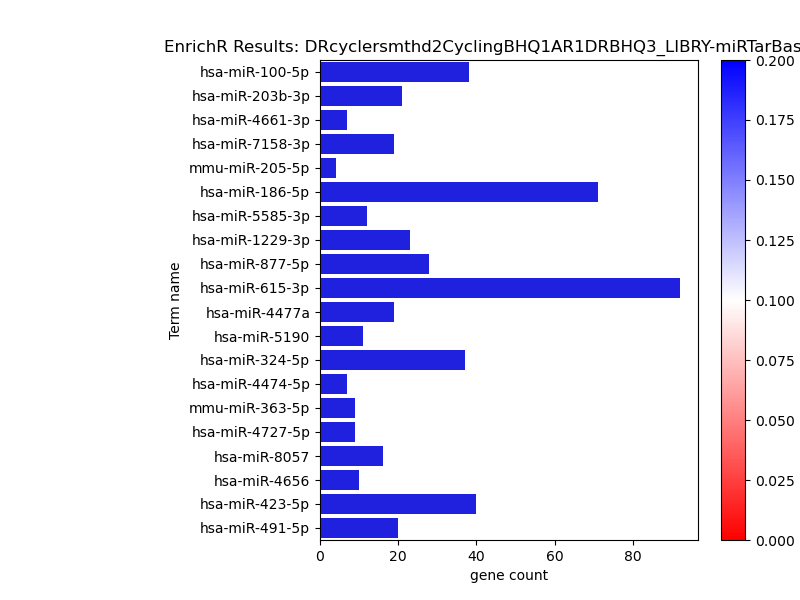 EnrichR Results: DRcyclersmthd2CyclingBHQ1AR1DRBHQ3_LIBRY-miRTarBas
hsa-miR-100-5p
hsa-miR-203b-3p
hsa-miR-4661-3p
hsa-miR-7158-3p
mmu-miR-205-5p
hsa-miR-186-5p
hsa-miR-5585-3p
hsa-miR-1229-3p
hsa-miR-877-5p
hsa-miR-615-3p
hsa-miR-4477a
hsa-miR-5190
hsa-miR-324-5p
hsa-miR-4474-5p
mmu-miR-363-5p
hsa-miR-4727-5p
hsa-miR-8057
hsa-miR-4656
hsa-miR-423-5p
hsa-miR-491-5p
Term name
0 20 40 60 80
gene count
0.200
0.175
0.150
0.125
0.100
0.075
0.050
0.025
0.000